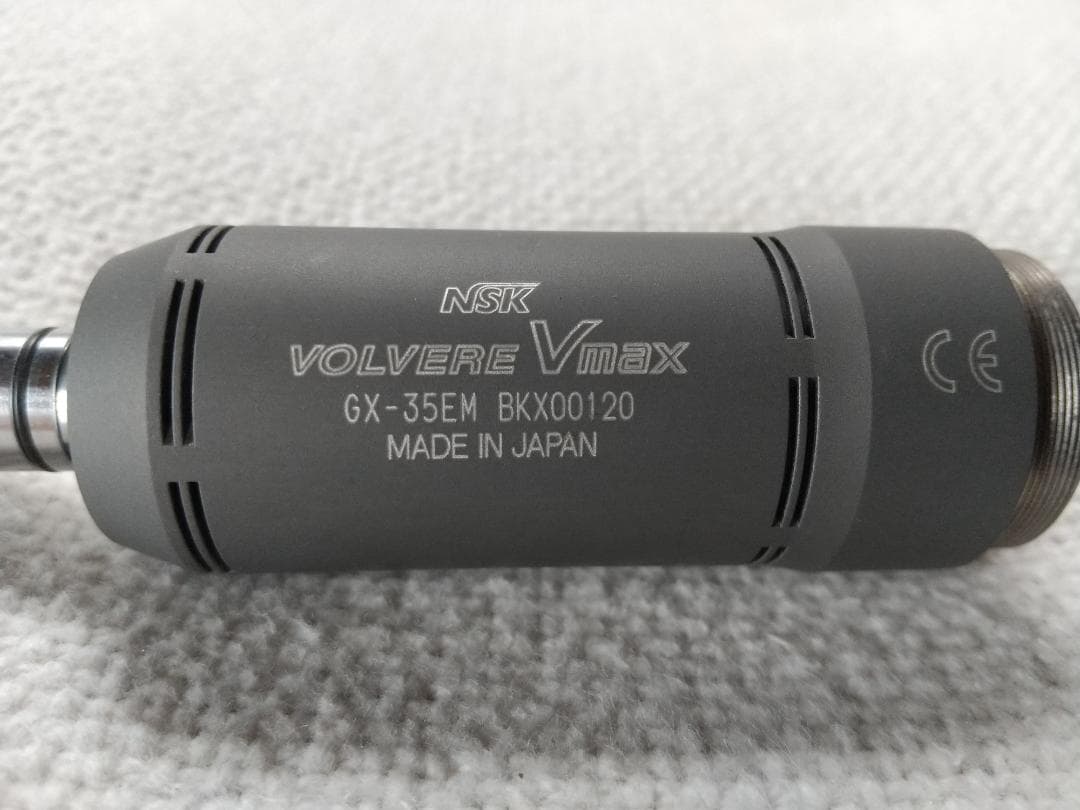 NSK
VOLVERE Vmax
GX-35EM BKX00120
MADE IN JAPAN
CE